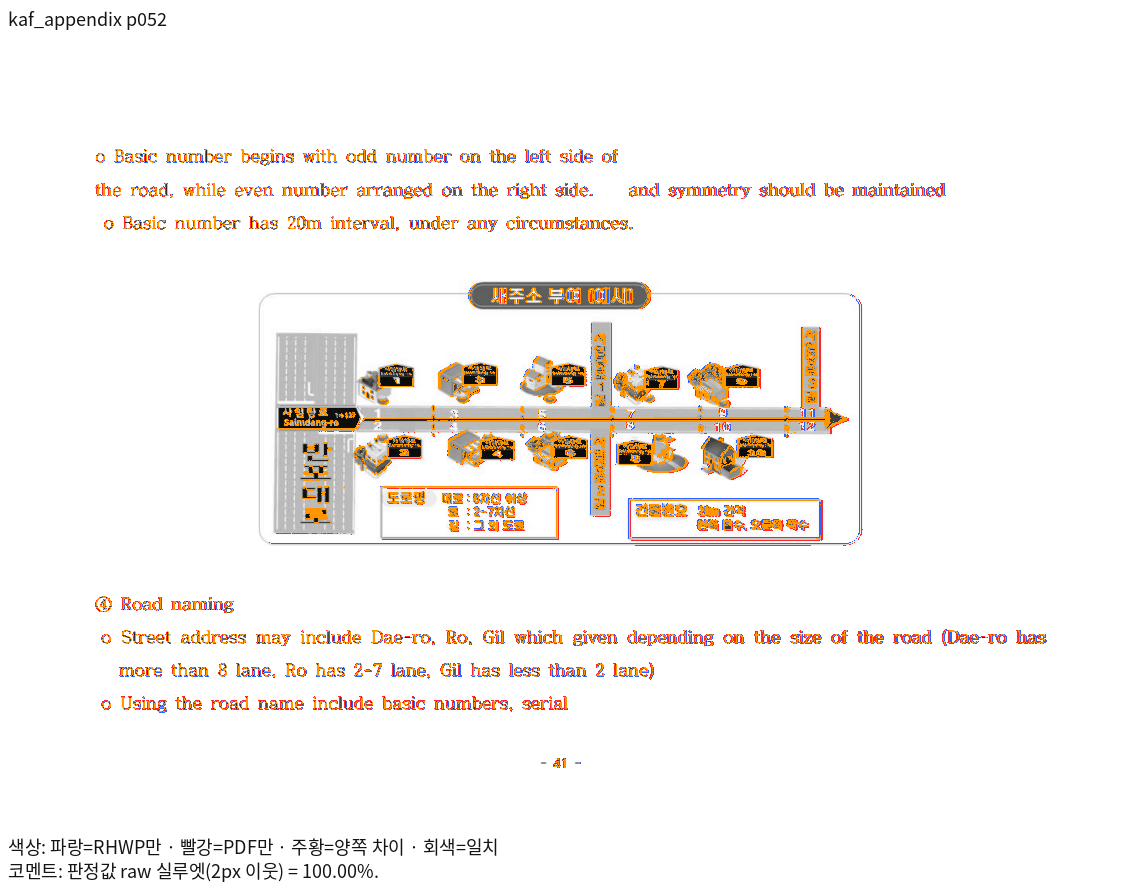 kaf_appendix p052
o Basic number begins with odd number on the left side of
the road, while even number arranged on the right side. and symmetry should be maintained
o Basic number has 20m interval, under any circumstances.
새주소 부여 예시
사임당로
Saimdang-ro
1 3 5 7 9 11
2 4 6 8 10 12
반포대
도로명 대로 : 8차선 이상
로 : 2~7차선
길 : 그 외 도로
건물번호 20m 간격
왼쪽 홀수, 오른쪽 짝수
④ Road naming
o Street address may include Dae-ro, Ro, Gil which given depending on the size of the road (Dae-ro has
more than 8 lane, Ro has 2-7 lane, Gil has less than 2 lane)
o Using the road name include basic numbers, serial
- 41 -
색상: 파랑=RHWP만 · 빨강=PDF만 · 주황=양쪽 차이 · 회색=일치
코멘트: 판정값 raw 실루엣(2px 이웃) = 100.00%.